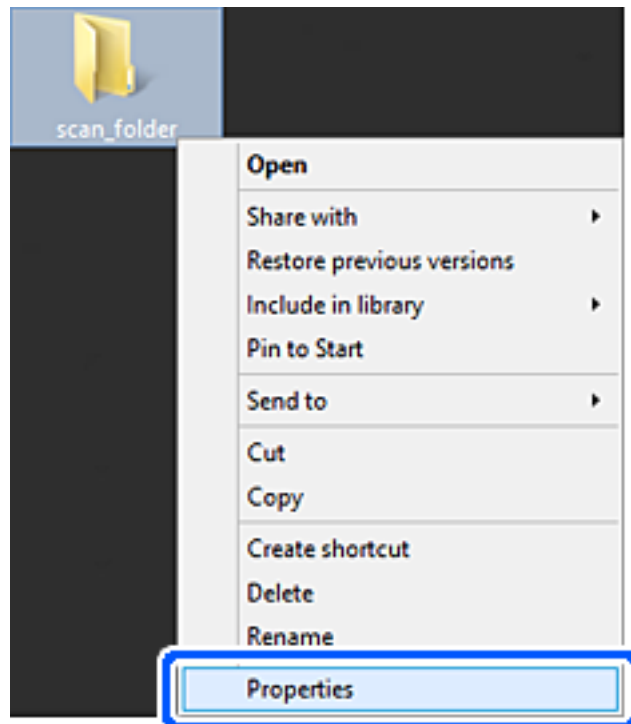 scan_folder
Open
Share with
Restore previous versions
Include in library
Pin to Start
Send to
Cut
Copy
Create shortcut
Delete
Rename
Properties